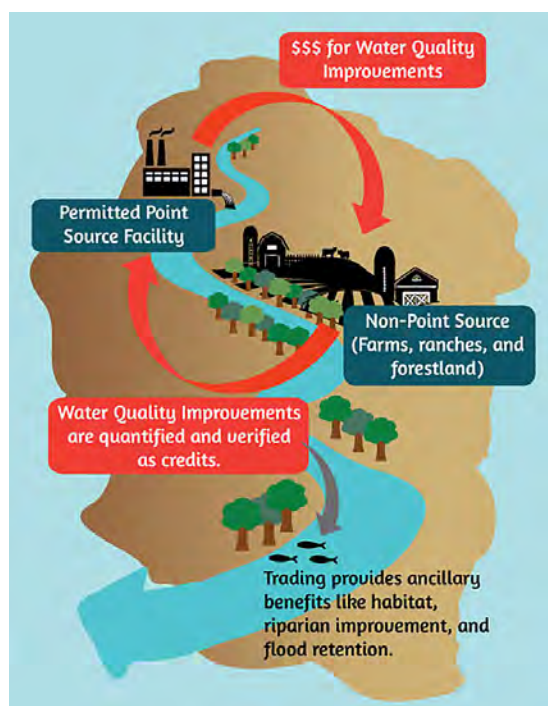 $$$ for Water Quality
Improvements
Permitted Point
Source Facility
Non-Point Source
(Farms, ranches, and
forestland)
Water Quality Improvements
are quantified and verified
as credits.
Trading provides ancillary
benefits like habitat,
riparian improvement, and
flood retention.